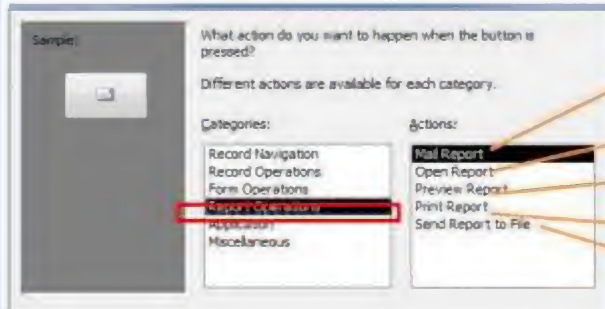 Sample:
What action do you want to happen when the button is
pressed?
Different actions are available for each category.
Categories:
Record Navigation
Record Operations
Form Operations
Report Operations
Application
Miscellaneous
Actions:
Mail Report
Open Report
Preview Report
Print Report
Send Report to File